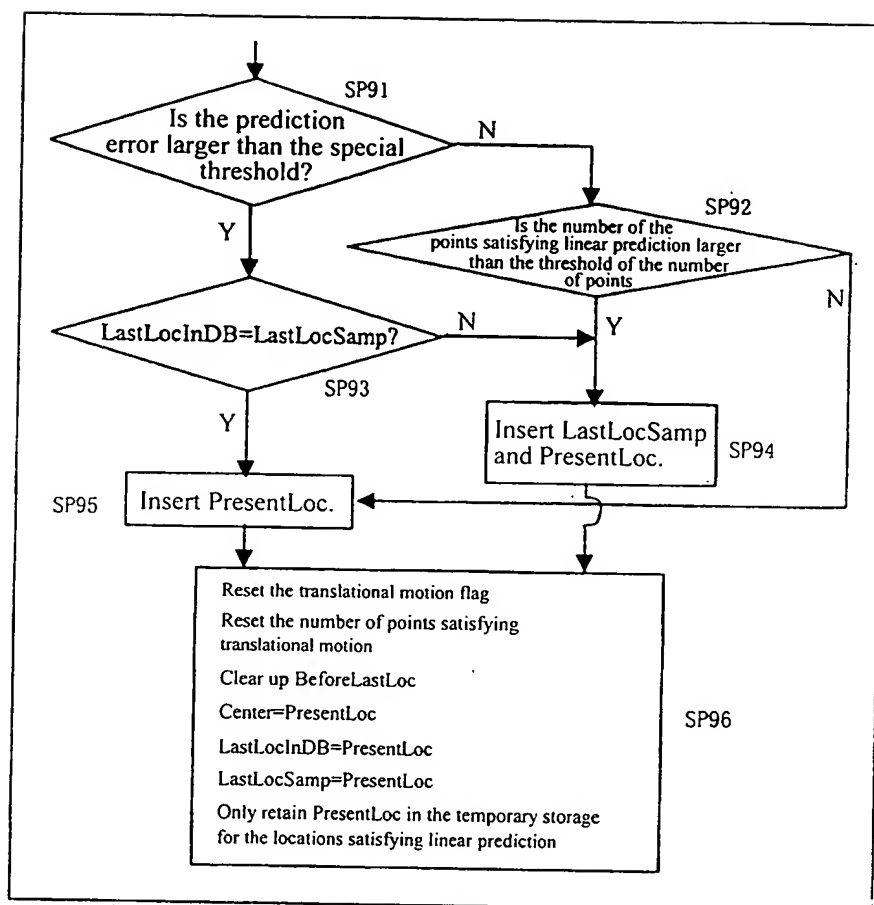 SP91
Is the prediction
error larger than the special
threshold?
N
Y
SP92
Is the number of the
points satisfying linear prediction larger
than the threshold of the number
of points
N
Y
LastLocInDB=LastLocSamp?
N
SP93
Y
Insert LastLocSamp
and PresentLoc.
SP94
SP95
Insert PresentLoc.
Reset the translational motion flag
Reset the number of points satisfying
translational motion
Clear up BeforeLastLoc
Center=PresentLoc
SP96
LastLocInDB=PresentLoc
LastLocSamp=PresentLoc
Only retain PresentLoc in the temporary storage
for the locations satisfying linear prediction